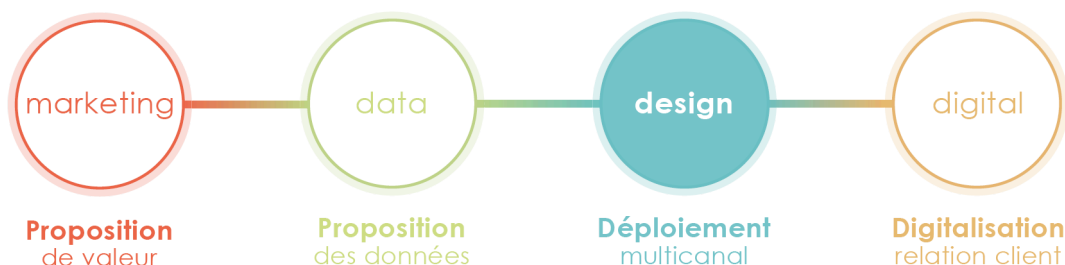 marketing
data
design
digital
Proposition
de valeur
Proposition
des données
Déploiement
multicanal
Digitalisation
relation client